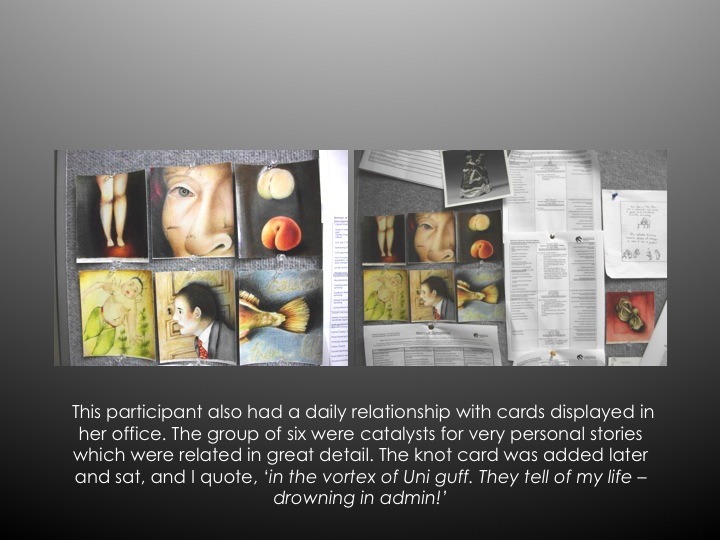 This participant also had a daily relationship with cards displayed in
her office. The group of six were catalysts for very personal stories
which were related in great detail. The knot card was added later
and sat, and I quote, ‘in the vortex of Uni guff. They tell of my life –
drowning in admin!’